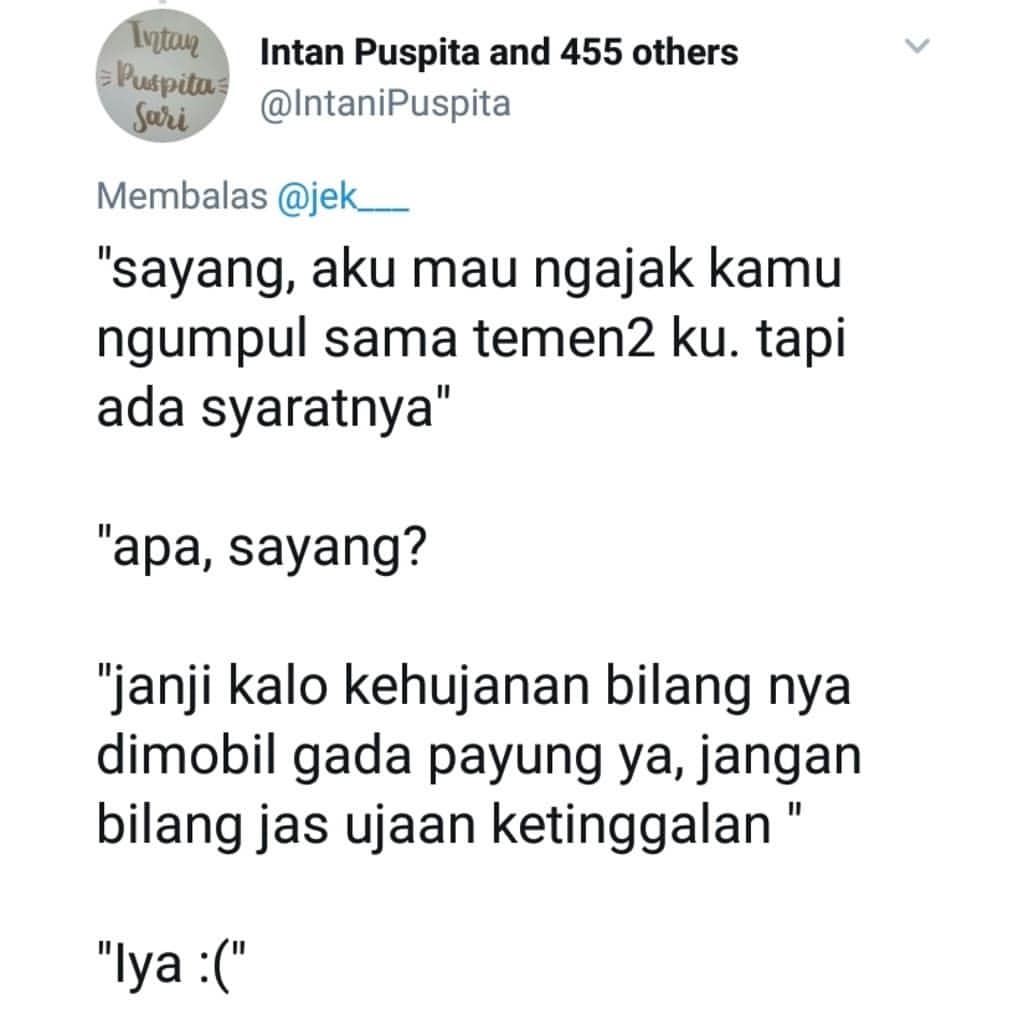 Intan
Puspita
Sari
Intan Puspita and 455 others
@IntaniPuspita
Membalas @jek___
"sayang, aku mau ngajak kamu
ngumpul sama temen2 ku. tapi
ada syaratnya"
"apa, sayang?
"janji kalo kehujanan bilang nya
dimobil gada payung ya, jangan
bilang jas ujaan ketinggalan "
"Iya :("